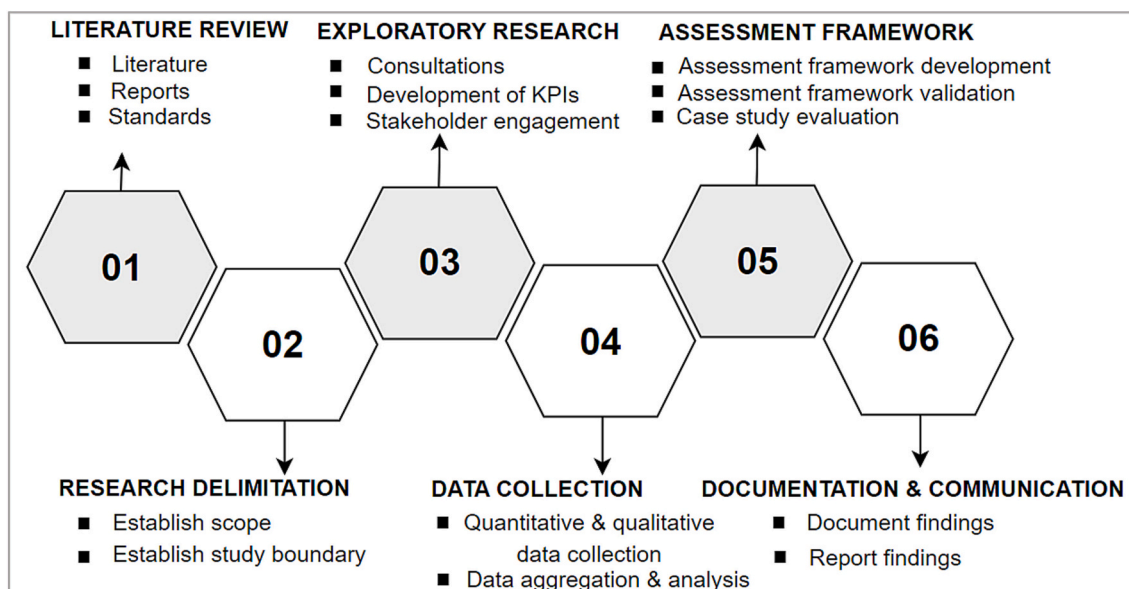 LITERATURE REVIEW
■ Literature
■ Reports
■ Standards
EXPLORATORY RESEARCH
■ Consultations
■ Development of KPIs
■ Stakeholder engagement
ASSESSMENT FRAMEWORK
■ Assessment framework development
■ Assessment framework validation
■ Case study evaluation
01
02
03
04
05
06
RESEARCH DELIMITATION
■ Establish scope
■ Establish study boundary
DATA COLLECTION
■ Quantitative & qualitative
data collection
■ Data aggregation & analysis
DOCUMENTATION & COMMUNICATION
■ Document findings
■ Report findings